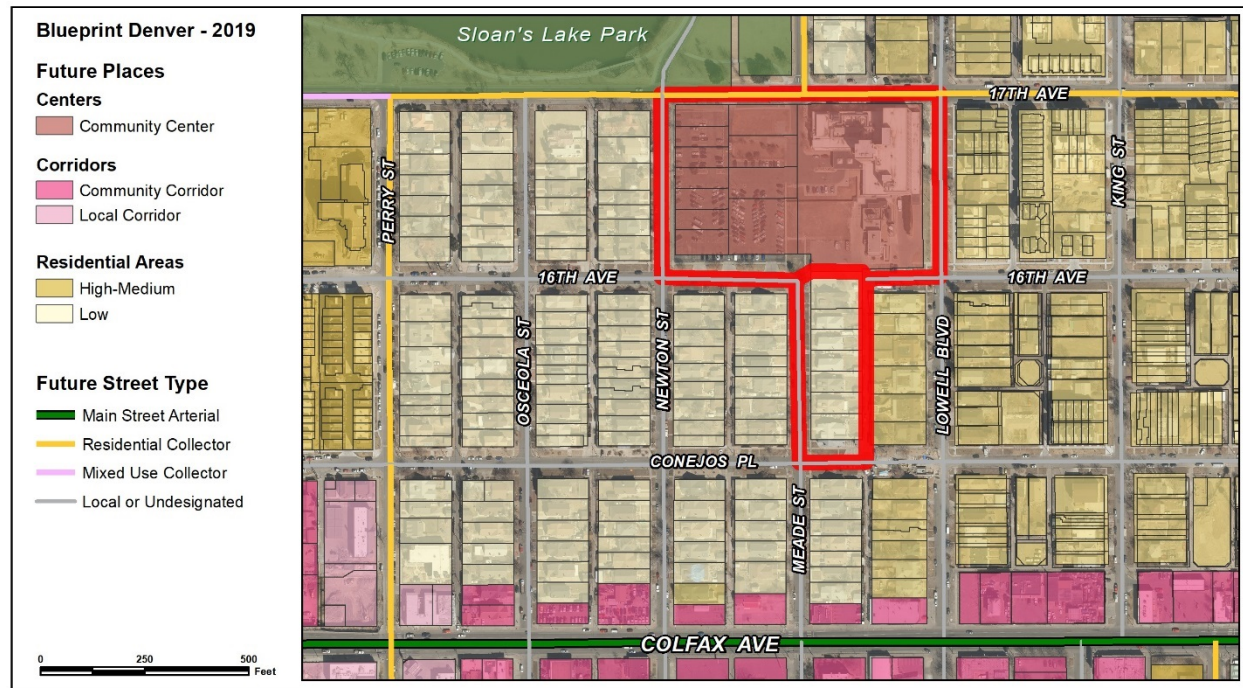 Blueprint Denver - 2019
Future Places
Centers
Community Center
Corridors
Community Corridor
Local Corridor
Residential Areas
High-Medium
Low
Future Street Type
Main Street Arterial
Residential Collector
Mixed Use Collector
Local or Undesignated
0 250 500
Feet
Sloan's Lake Park
17TH AVE
PERRY ST
KING ST
16TH AVE
16TH AVE
OSCEOLA ST
NEWTON ST
LOWELL BLVD
CONEJOS PL
MEADE ST
COLFAX AVE